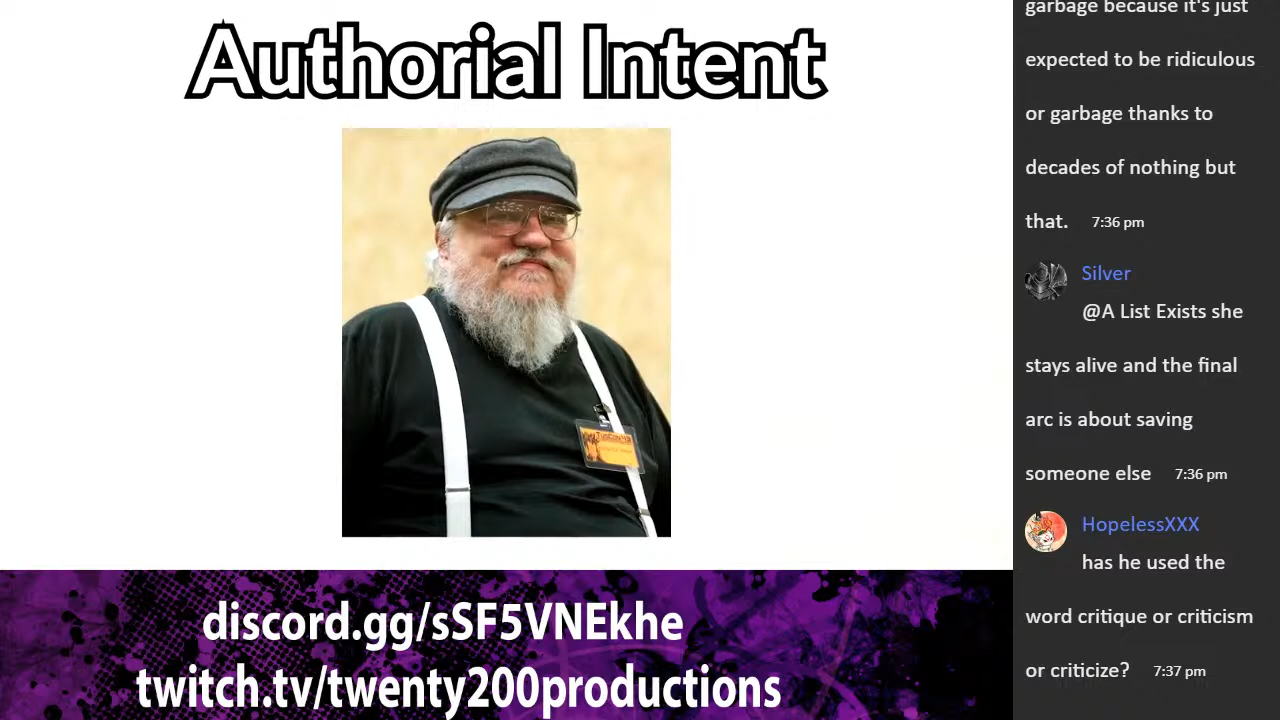 Authorial Intent
discord.gg/sSF5VNEkhe
twitch.tv/twenty200productions
garbage because it's just
expected to be ridiculous
or garbage thanks to
decades of nothing but
that. 7:36 pm
Silver
@A List Exists she
stays alive and the final
arc is about saving
someone else 7:36 pm
HopelessXXX
has he used the
word critique or criticism
or criticize? 7:37 pm